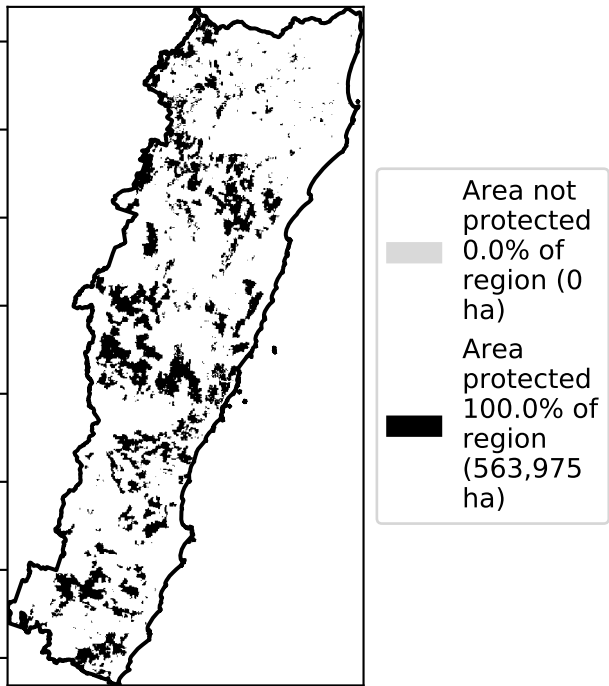 Area not
protected
0.0% of
region (0
ha)
Area
protected
100.0% of
region
(563,975
ha)